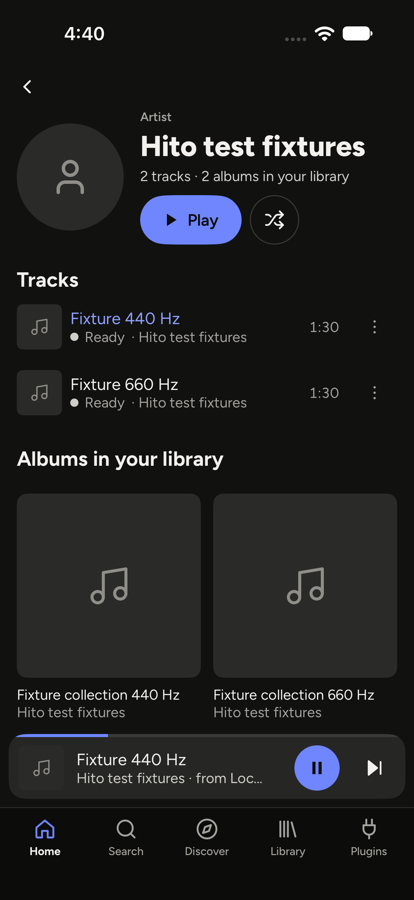 4:40
Artist
Hito test fixtures
2 tracks · 2 albums in your library
Play
Tracks
Fixture 440 Hz
1:30
Ready · Hito test fixtures
Fixture 660 Hz
1:30
Ready · Hito test fixtures
Albums in your library
Fixture collection 440 Hz
Hito test fixtures
Fixture collection 660 Hz
Hito test fixtures
Fixture 440 Hz
Hito test fixtures · from Loc...
Home
Search
Discover
Library
Plugins